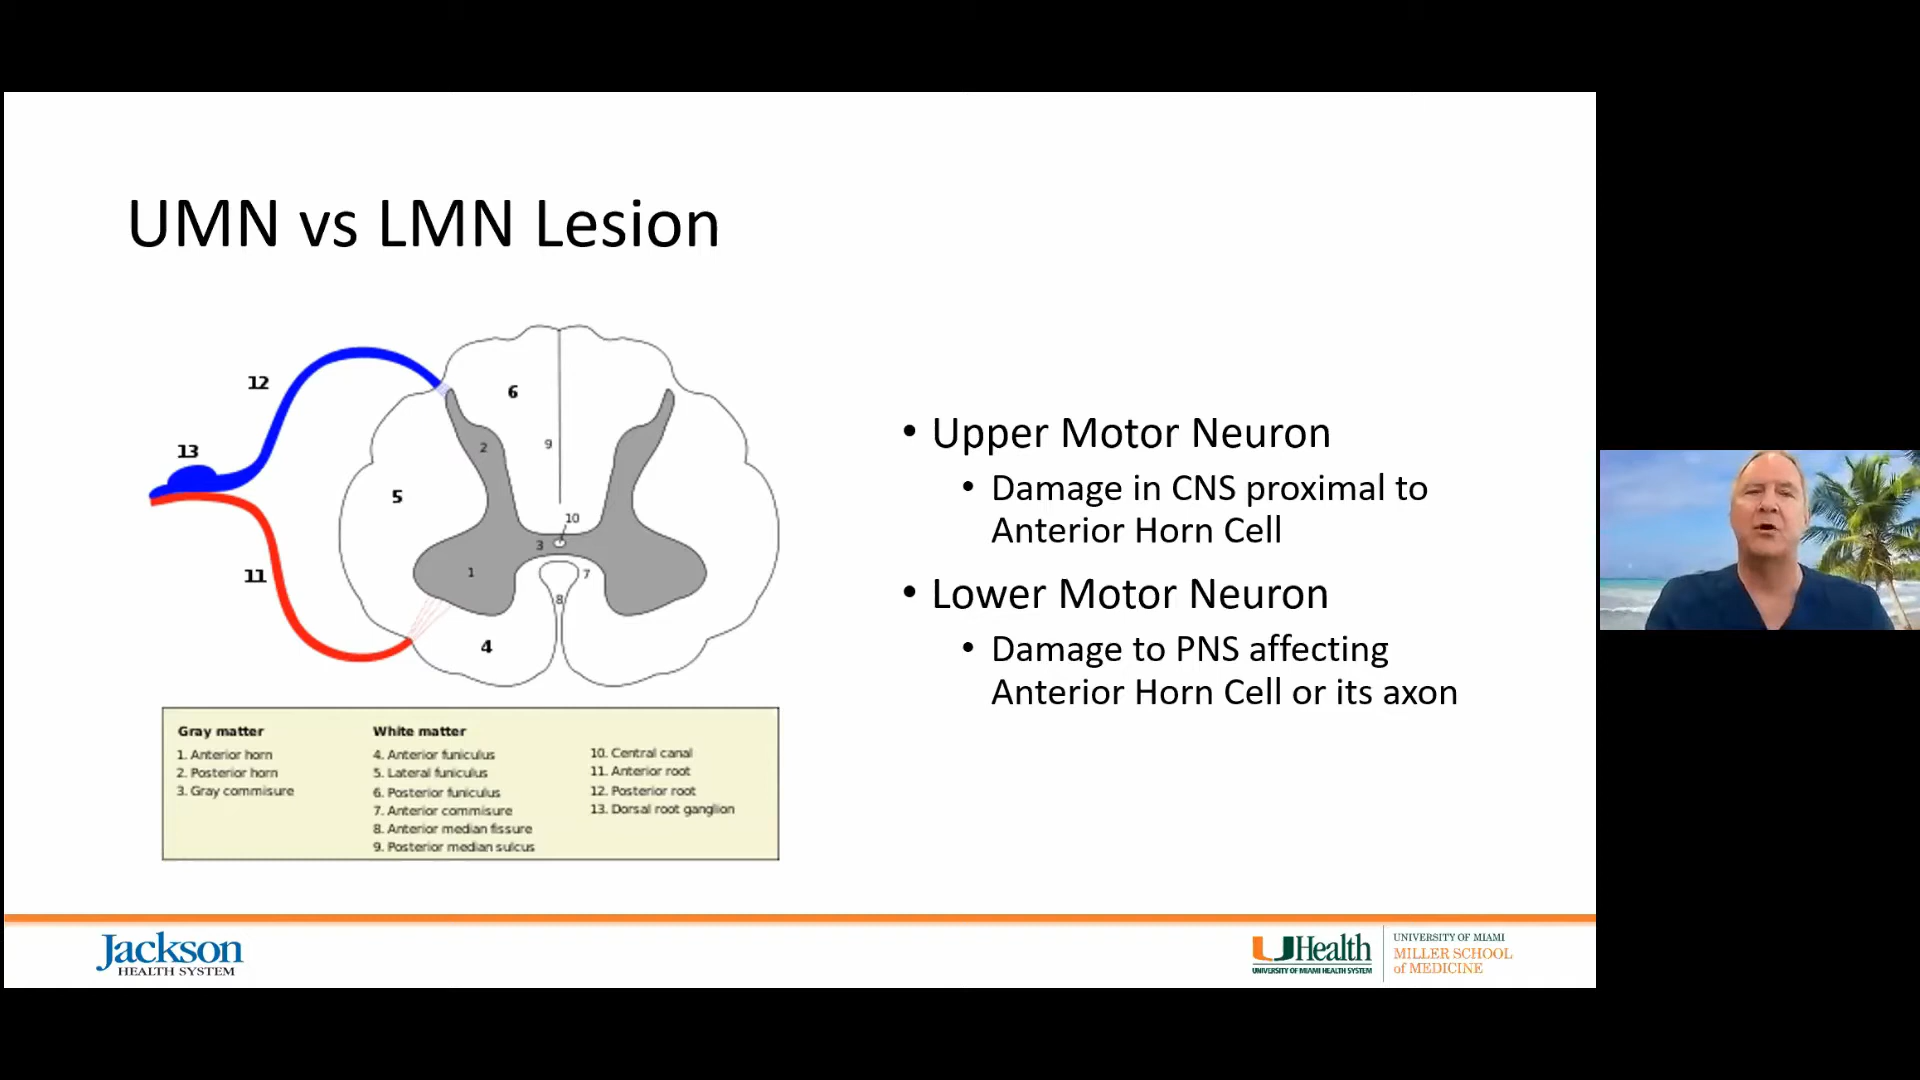 UMN vs LMN Lesion
12
6
13
2
9
5
10
3
1
7
11
8
4
Gray matter
1. Anterior horn
2. Posterior horn
3. Gray commisure
White matter
4. Anterior funiculus
5. Lateral funiculus
6. Posterior funiculus
7. Anterior commisure
8. Anterior median fissure
9. Posterior median sulcus
10. Central canal
11. Anterior root
12. Posterior root
13. Dorsal root ganglion
• Upper Motor Neuron
• Damage in CNS proximal to
Anterior Horn Cell
• Lower Motor Neuron
• Damage to PNS affecting
Anterior Horn Cell or its axon
Jackson
HEALTH SYSTEM
UHealth
UNIVERSITY OF MIAMI HEALTH SYSTEM
UNIVERSITY OF MIAMI
MILLER SCHOOL
of MEDICINE